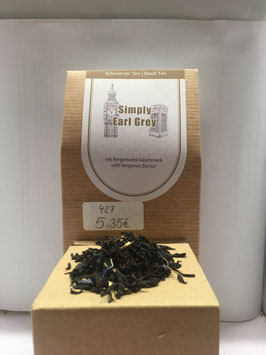 Schwarzer Tee | Black Tea
Simply
Earl Grey
mit Bergamotte-Geschmack
with bergamot flavour
427
5,35€